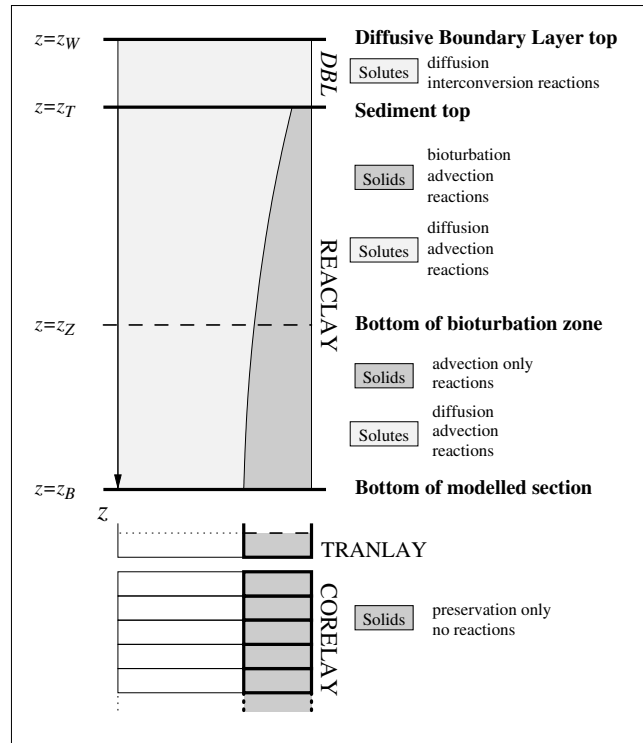 z=z_W
Diffusive Boundary Layer top
DBL
Solutes
diffusion
interconversion reactions
z=z_T
Sediment top
Solids
bioturbation
advection
reactions
Solutes
diffusion
advection
reactions
REACLAY
z=z_Z
Bottom of bioturbation zone
Solids
advection only
reactions
Solutes
diffusion
advection
reactions
z=z_B
Bottom of modelled section
z
TRANLAY
CORELAY
Solids
preservation only
no reactions